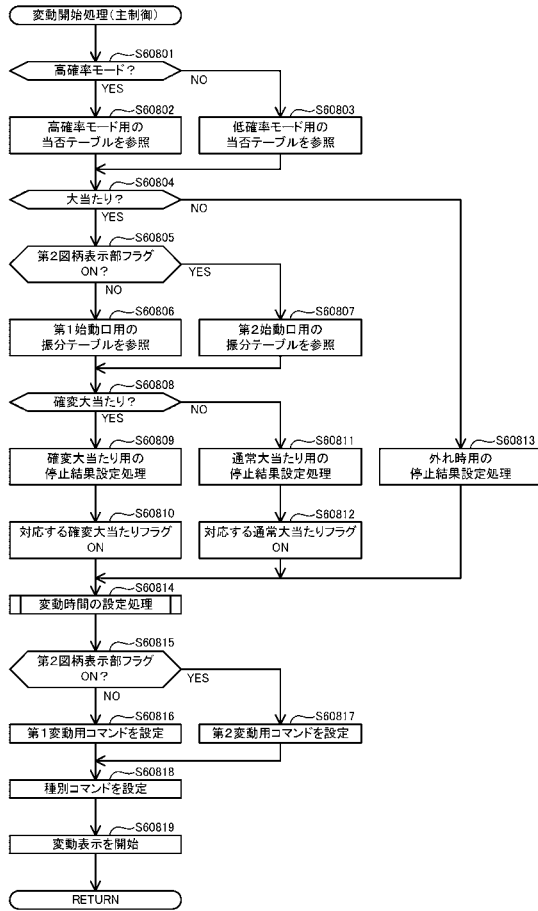 変動開始処理(主制御)
S60801
高確率モード?
YES
NO
S60802
高確率モード用の
当否テーブルを参照
S60803
低確率モード用の
当否テーブルを参照
S60804
大当たり?
YES
NO
S60805
第2図柄表示部フラグ
ON?
YES
NO
S60806
第1始動口用の
振分テーブルを参照
S60807
第2始動口用の
振分テーブルを参照
S60808
確変大当たり?
YES
NO
S60809
確変大当たり用の
停止結果設定処理
S60811
通常大当たり用の
停止結果設定処理
S60813
外れ時用の
停止結果設定処理
S60810
対応する確変大当たりフラグ
ON
S60812
対応する通常大当たりフラグ
ON
S60814
変動時間の設定処理
S60815
第2図柄表示部フラグ
ON?
YES
NO
S60816
第1変動用コマンドを設定
S60817
第2変動用コマンドを設定
S60818
種別コマンドを設定
S60819
変動表示を開始
RETURN